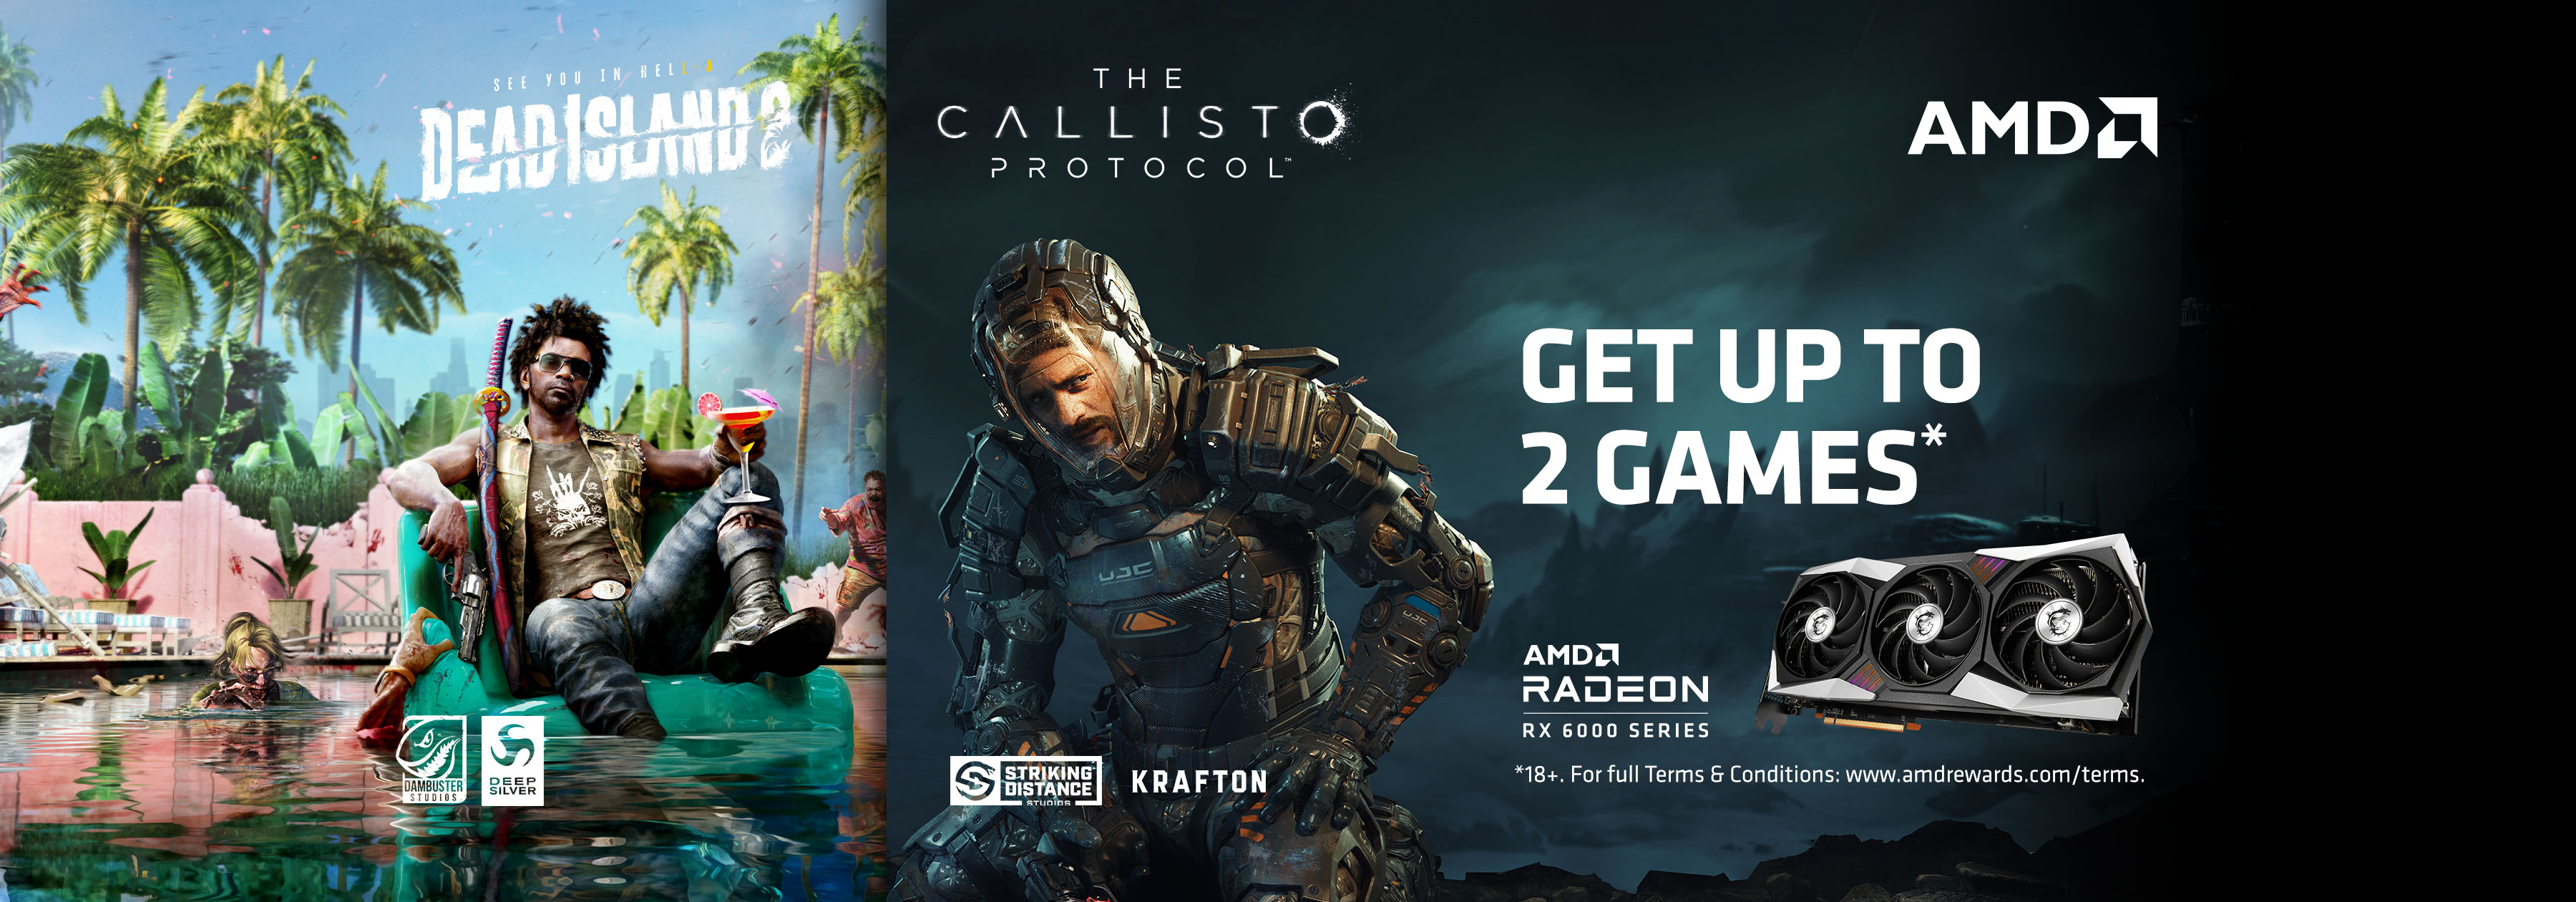 SEE YOU IN HELL-A
DEAD ISLAND 2
DAMBUSTER
STUDIOS
DEEP
SILVER
THE
CALLISTO
PROTOCOL™
UJC
UJC
STRIKING
DISTANCE
STUDIOS
KRAFTON
AMD
GET UP TO
2 GAMES*
AMD
RADEON
RX 6000 SERIES
*18+. For full Terms & Conditions: www.amdrewards.com/terms.